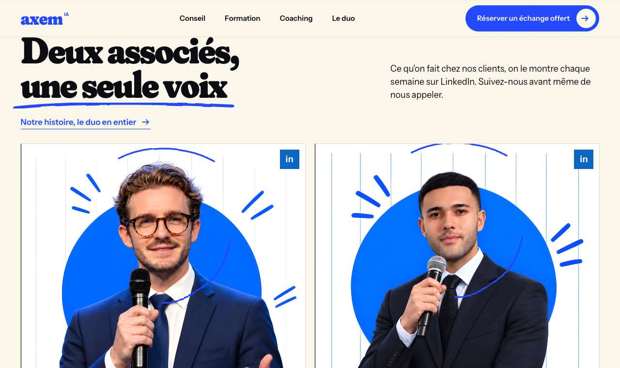 axem IA
Conseil
Formation
Coaching
Le duo
Réserver un échange offert →
Deux associés,
une seule voix
Ce qu'on fait chez nos clients, on le montre chaque
semaine sur LinkedIn. Suivez-nous avant même de
nous appeler.
Notre histoire, le duo en entier →
in
in